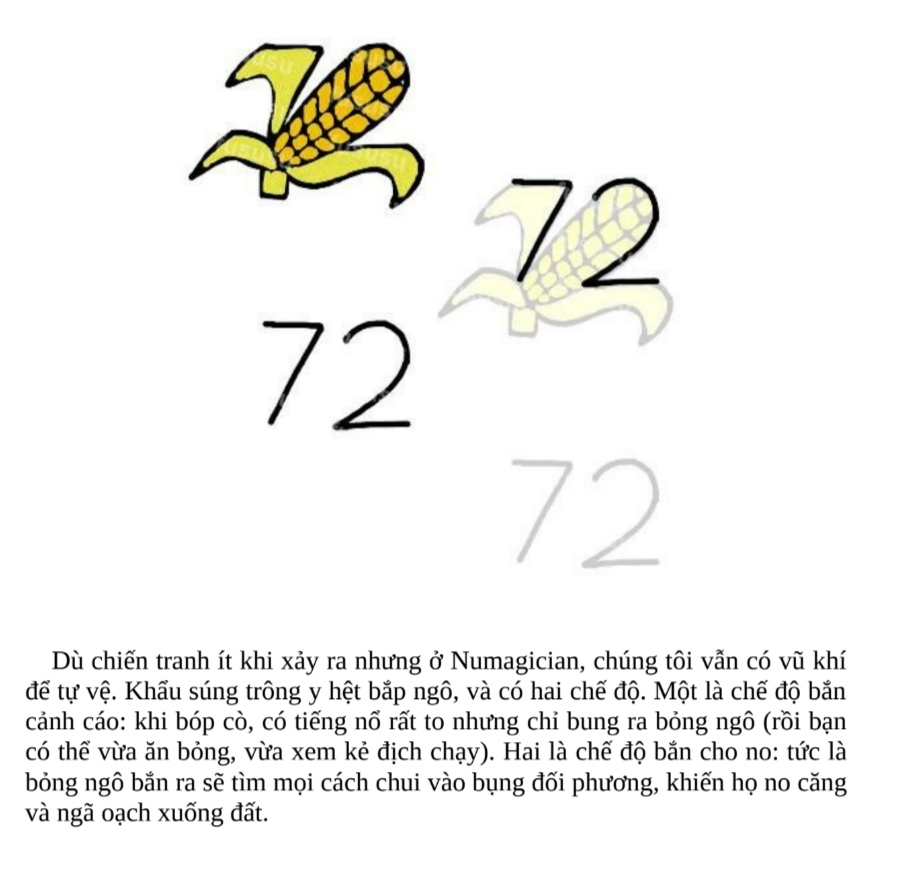 72
72
72
Dù chiến tranh ít khi xảy ra nhưng ở Numagician, chúng tôi vẫn có vũ khí
để tự vệ. Khẩu súng trông y hệt bắp ngô, và có hai chế độ. Một là chế độ bắn
cảnh cáo: khi bóp cò, có tiếng nổ rất to nhưng chỉ bung ra bỏng ngô (rồi bạn
có thể vừa ăn bỏng, vừa xem kẻ địch chạy). Hai là chế độ bắn cho no: tức là
bỏng ngô bắn ra sẽ tìm mọi cách chui vào bụng đối phương, khiến họ no căng
và ngã oạch xuống đất.